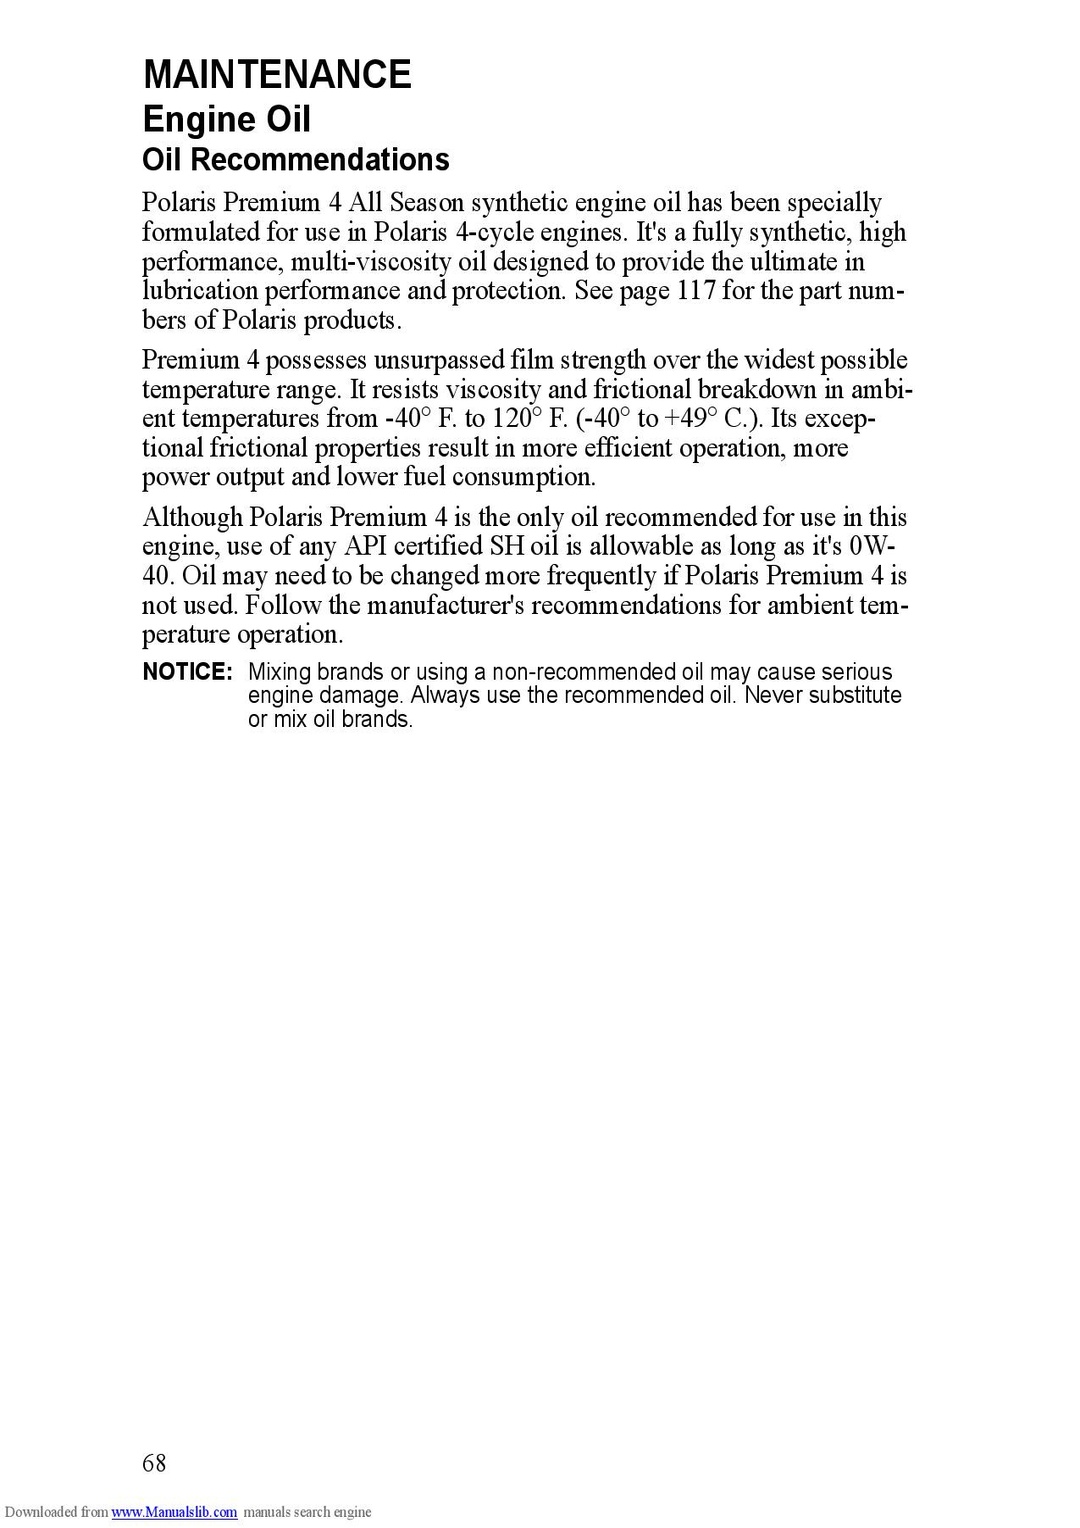 MAINTENANCE
Engine Oil
Oil Recommendations
Polaris Premium 4 All Season synthetic engine oil has been specially
formulated for use in Polaris 4-cycle engines. It's a fully synthetic, high
performance, multi-viscosity oil designed to provide the ultimate in
lubrication performance and protection. See page 117 for the part num-
bers of Polaris products.
Premium 4 possesses unsurpassed film strength over the widest possible
temperature range. It resists viscosity and frictional breakdown in ambi-
ent temperatures from -40° F. to 120° F. (-40° to +49° C.). Its excep-
tional frictional properties result in more efficient operation, more
power output and lower fuel consumption.
Although Polaris Premium 4 is the only oil recommended for use in this
engine, use of any API certified SH oil is allowable as long as it's 0W-
40. Oil may need to be changed more frequently if Polaris Premium 4 is
not used. Follow the manufacturer's recommendations for ambient tem-
perature operation.
NOTICE: Mixing brands or using a non-recommended oil may cause serious
engine damage. Always use the recommended oil. Never substitute
or mix oil brands.
68
Downloaded from www.Manualslib.com manuals search engine